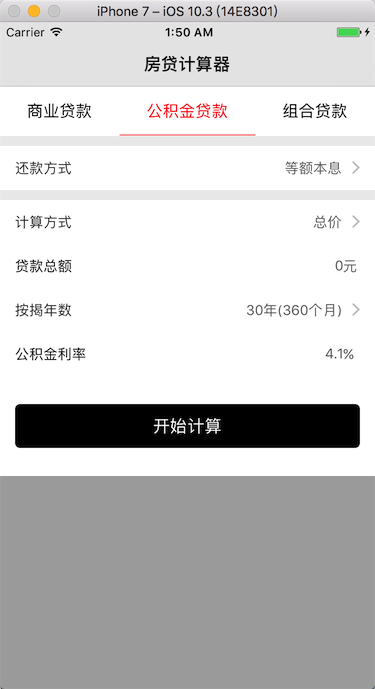 iPhone 7 – iOS 10.3 (14E8301)
Carrier 1:50 AM
房贷计算器
商业贷款 公积金贷款 组合贷款
还款方式 等额本息
计算方式 总价
贷款总额 0元
按揭年数 30年(360个月)
公积金利率 4.1%
开始计算